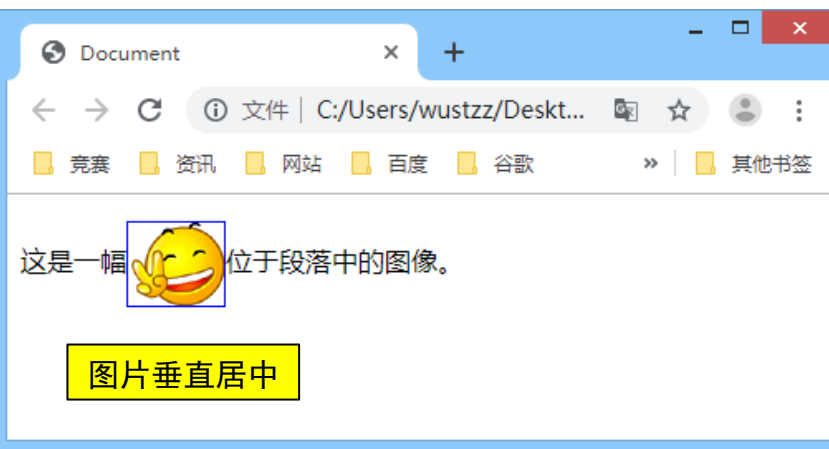 Document
文件 C:/Users/wustzz/Deskt...
竞赛 资讯 网站 百度 谷歌 » 其他书签
这是一幅位于段落中的图像。
图片垂直居中